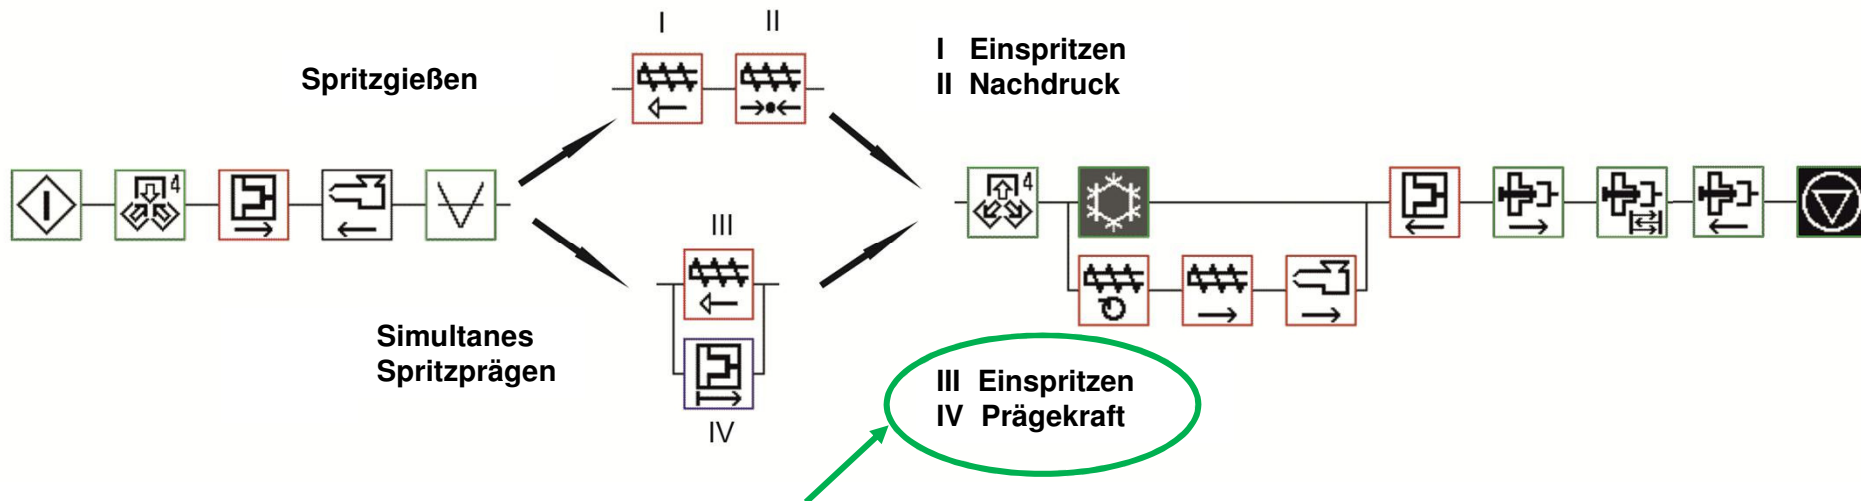 I II
Spritzgießen
I Einspritzen
II Nachdruck
4
4
III
Simultanes
Spritzprägen
IV
III Einspritzen
IV Prägekraft